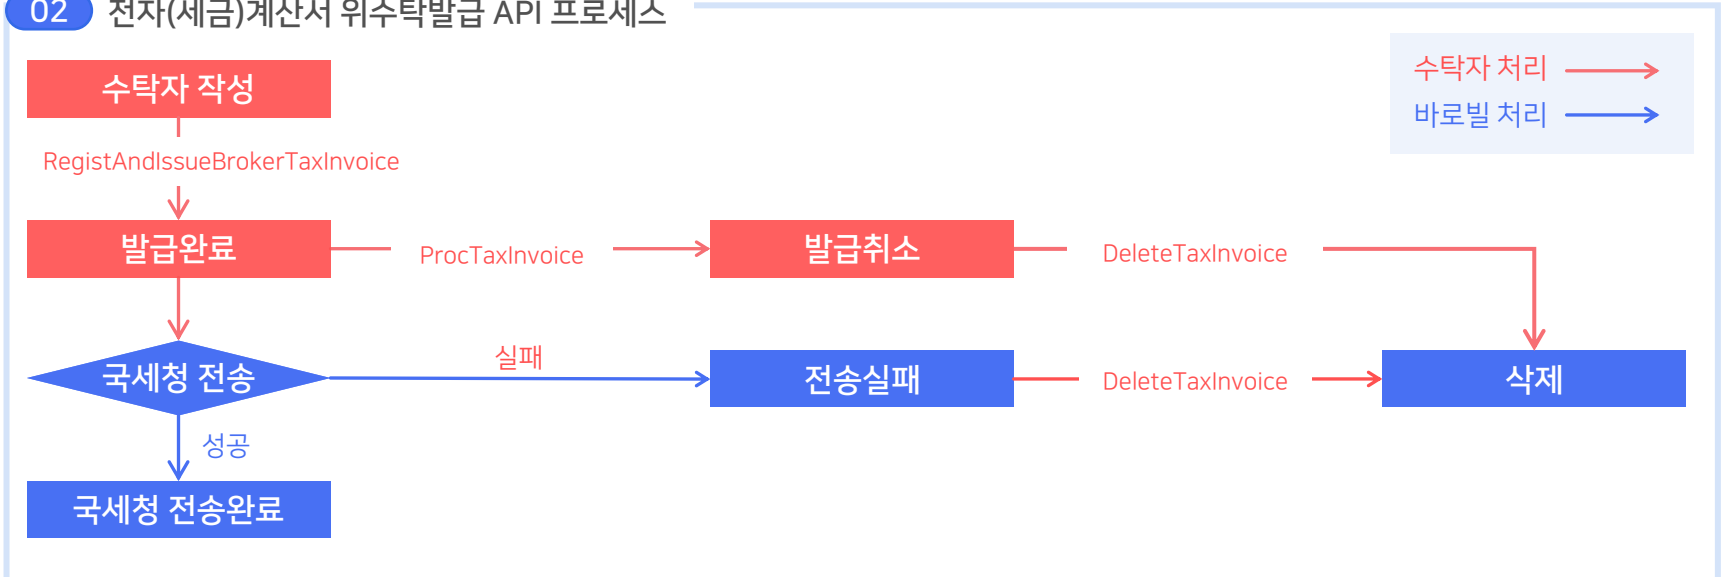 02 전자(세금)계산서 위수탁발급 API 프로세스
수탁자 처리
바로빌 처리
수탁자 작성
RegistAndIssueBrokerTaxInvoice
발급완료
ProcTaxInvoice
발급취소
DeleteTaxInvoice
국세청 전송
실패
전송실패
DeleteTaxInvoice
삭제
성공
국세청 전송완료